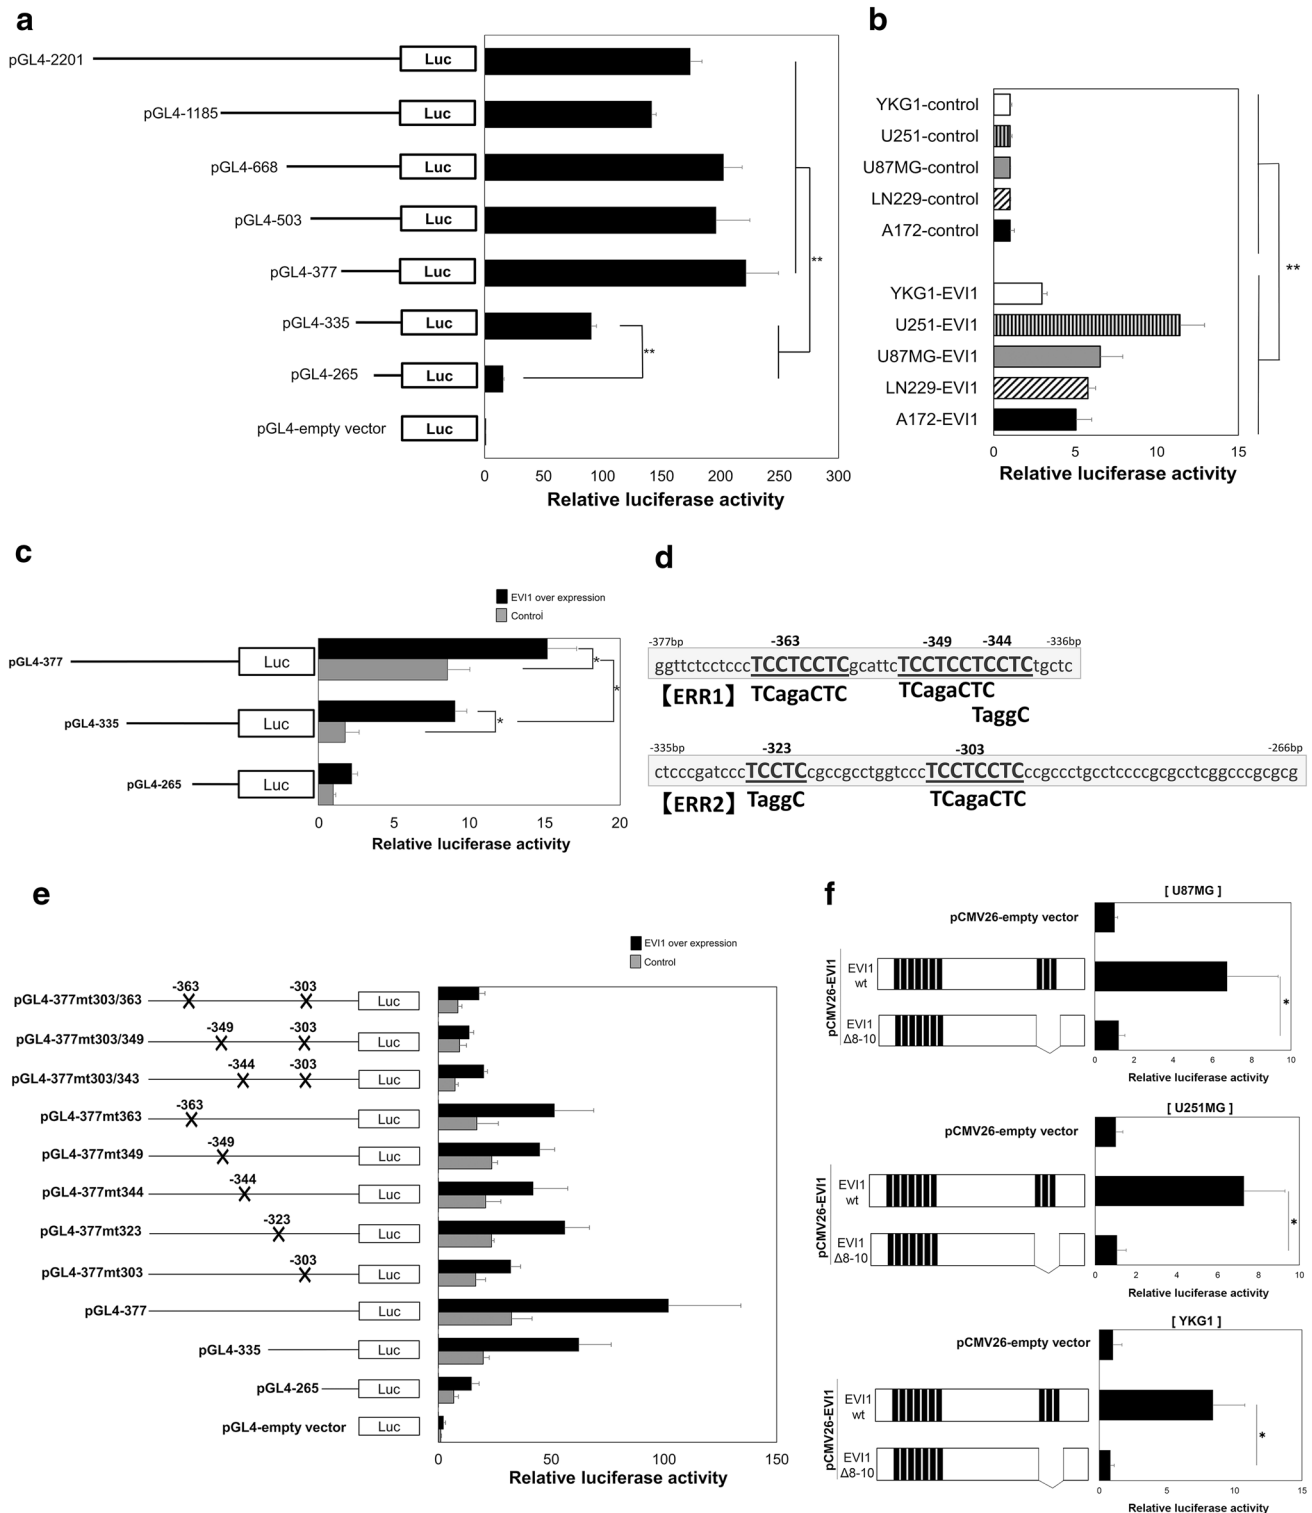 a
pGL4-2201 Luc
pGL4-1185 Luc
pGL4-668 Luc
pGL4-503 Luc
pGL4-377 Luc
pGL4-335 Luc
pGL4-265 Luc
pGL4-empty vector Luc
**
**
0 50 100 150 200 250 300
Relative luciferase activity
b
YKG1-control
U251-control
U87MG-control
LN229-control
A172-control
YKG1-EVI1
U251-EVI1
U87MG-EVI1
LN229-EVI1
A172-EVI1
**
0 5 10 15
Relative luciferase activity
c
EVI1 over expression
Control
pGL4-377 Luc
pGL4-335 Luc
pGL4-265 Luc
*
*
*
0 5 10 15 20
Relative luciferase activity
d
-377bp -363 -349 -344 -336bp
ggttctcctcccTCCTCCTCgcattcTCCTCCTCCTCtgctc
【ERR1】 TCagaCTC TCagaCTC
TaggC
-335bp -323 -303 -266bp
ctcccgatcccTCCTCcgccgcctggtcccTCCTCCTCccgccctgcctccccgcgcctcggcccgcgcg
【ERR2】 TaggC TCagaCTC
e
EVI1 over expression
Control
-363 -303
pGL4-377mt303/363 Luc
-349 -303
pGL4-377mt303/349 Luc
-344 -303
pGL4-377mt303/343 Luc
-363
pGL4-377mt363 Luc
-349
pGL4-377mt349 Luc
-344
pGL4-377mt344 Luc
-323
pGL4-377mt323 Luc
-303
pGL4-377mt303 Luc
pGL4-377 Luc
pGL4-335 Luc
pGL4-265 Luc
pGL4-empty vector Luc
0 50 100 150
Relative luciferase activity
f
[ U87MG ]
pCMV26-empty vector
pCMV26-EVI1
EVI1
wt
EVI1
Δ8-10
*
0 2 4 6 8 10
Relative luciferase activity
[ U251MG ]
pCMV26-empty vector
pCMV26-EVI1
EVI1
wt
EVI1
Δ8-10
*
0 2 4 6 8 10
Relative luciferase activity
[ YKG1 ]
pCMV26-empty vector
pCMV26-EVI1
EVI1
wt
EVI1
Δ8-10
*
0 5 10 15
Relative luciferase activity